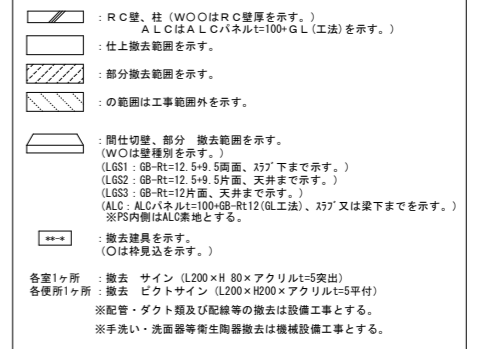 ：ＲＣ壁、柱（Ｗ〇〇はＲＣ壁厚を示す。）
ＡＬＣはＡＬＣパネルt=100+ＧＬ(工法)を示す。）
：仕上撤去範囲を示す。
：部分撤去範囲を示す。
：の範囲は工事範囲外を示す。
：間仕切壁、部分　撤去範囲を示す。
（Ｗ〇は壁種別を示す。）
(LGS1：GB-Rt=12.5+9.5両面、ｽﾗﾌﾞ下まで示す。)
(LGS2：GB-Rt=12.5+9.5片面、天井まで示す。)
(LGS3：GB-Rt=12片面、天井まで示す。)
(ALC：ALCパネルt=100+GB-Rt12(GL工法)、ｽﾗﾌﾞ又は梁下までを示す。)
※PS内側はALC素地とする。
**-*
：撤去建具を示す。
（〇は枠見込を示す。）
各室1ヶ所　：撤去　サイン（L200×H 80×アクリルt=5突出）
各便所1ヶ所：撤去　ピクトサイン（L200×H200×アクリルt=5平付）
※配管・ダクト類及び配線等の撤去は設備工事とする。
※手洗い・洗面器等衛生陶器撤去は機械設備工事とする。